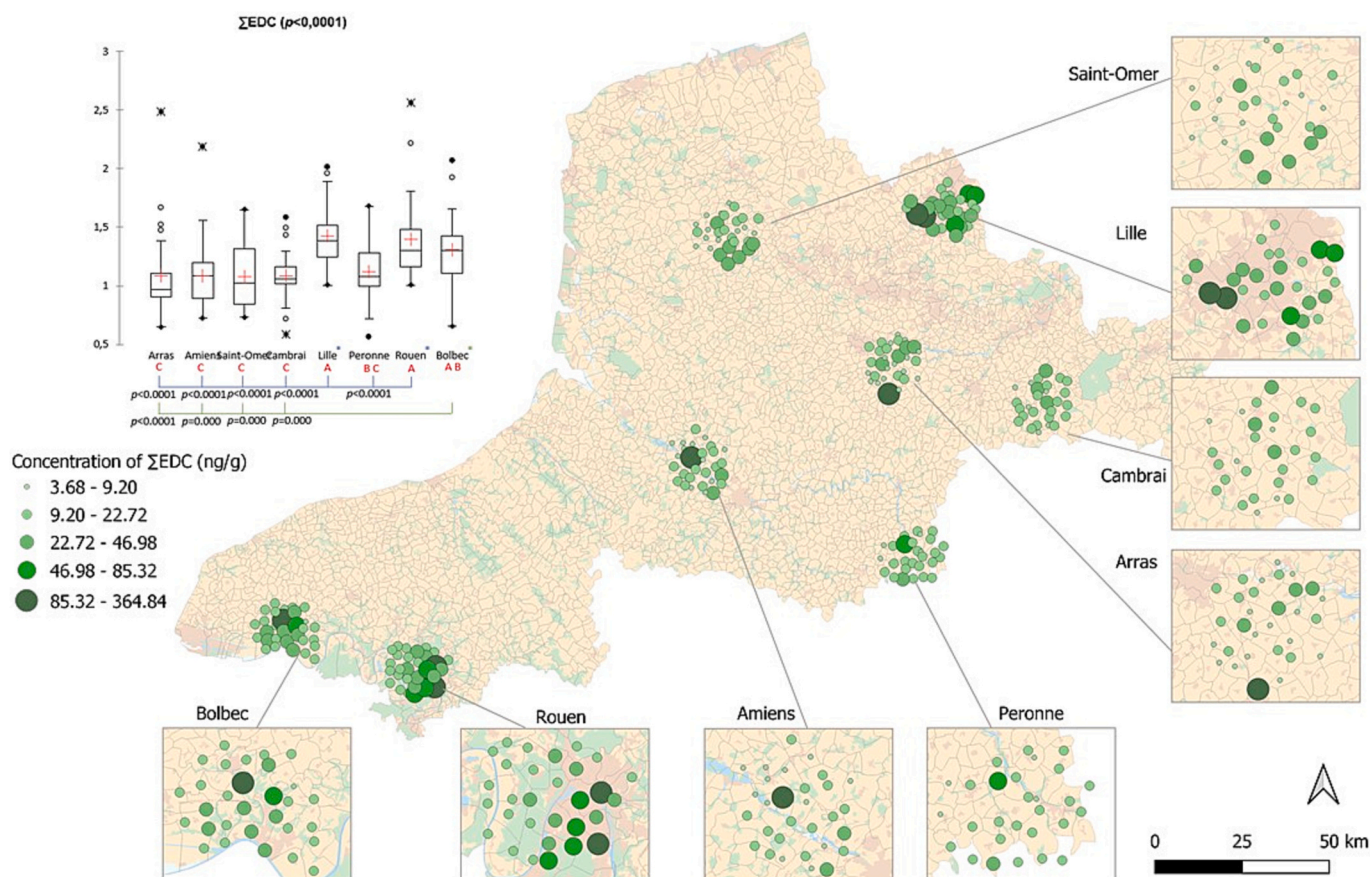 ∑EDC (p<0,0001)
3
2,5
2
1,5
1
0,5
Arras Amiens Saint-Omer Cambrai Lille * Peronne Rouen * Bolbec *
C C C C A B C A A B
p<0.0001 p<0.0001 p<0.0001 p<0.0001 p<0.0001
p<0.0001 p=0.000 p=0.000 p=0.000
Concentration of ∑EDC (ng/g)
3.68 - 9.20
9.20 - 22.72
22.72 - 46.98
46.98 - 85.32
85.32 - 364.84
Saint-Omer
Lille
Cambrai
Arras
Bolbec
Rouen
Amiens
Peronne
0 25 50 km